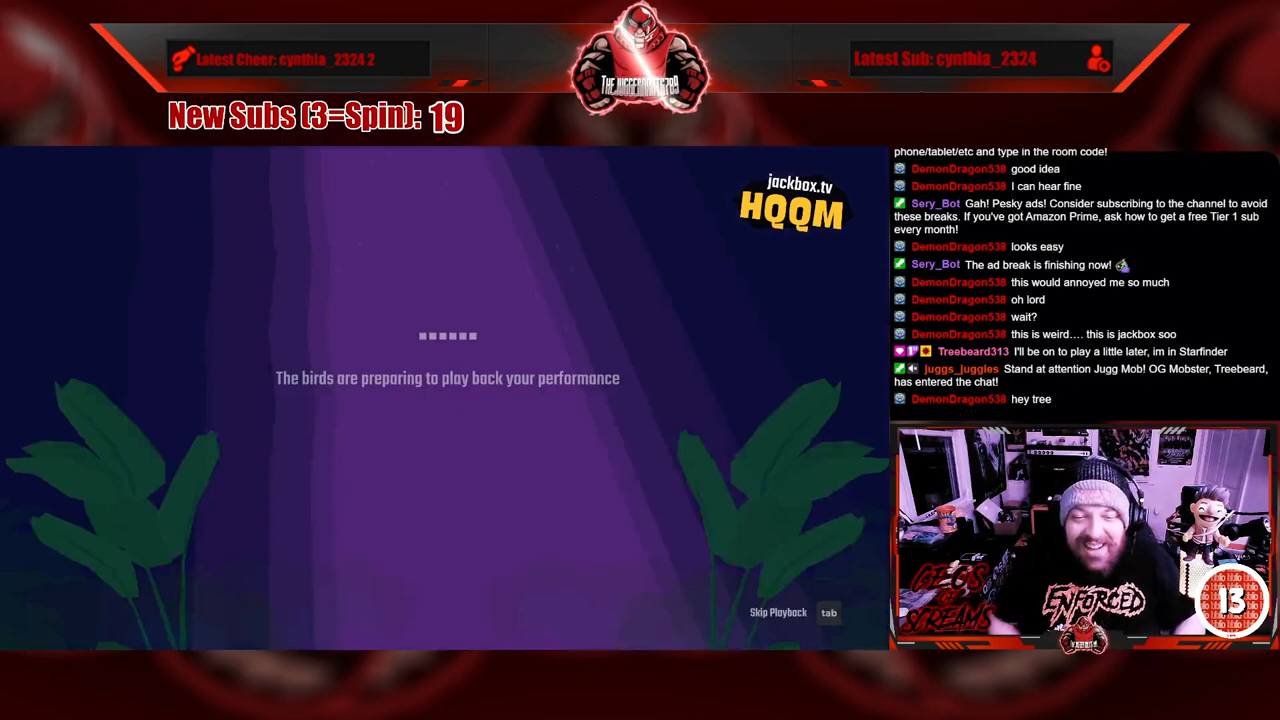 Latest Cheer: cynthia_2324 2
THEJUGGERNAUTG789
Latest Sub: cynthia_2324
New Subs (3=Spin): 19
jackbox.tv
HQQM
The birds are preparing to play back your performance
Skip Playback tab
phone/tablet/etc and type in the room code!
DemonDragon538 good idea
DemonDragon538 I can hear fine
Sery_Bot Gah! Pesky ads! Consider subscribing to the channel to avoid
these breaks. If you've got Amazon Prime, ask how to get a free Tier 1 sub
every month!
DemonDragon538 looks easy
Sery_Bot The ad break is finishing now!
DemonDragon538 this would annoyed me so much
DemonDragon538 oh lord
DemonDragon538 wait?
DemonDragon538 this is weird…. this is jackbox soo
Treebeard313 I'll be on to play a little later, im in Starfinder
juggs_juggles Stand at attention Jugg Mob! OG Mobster, Treebeard,
has entered the chat!
DemonDragon538 hey tree
ENFORCED
SCREAMS
13